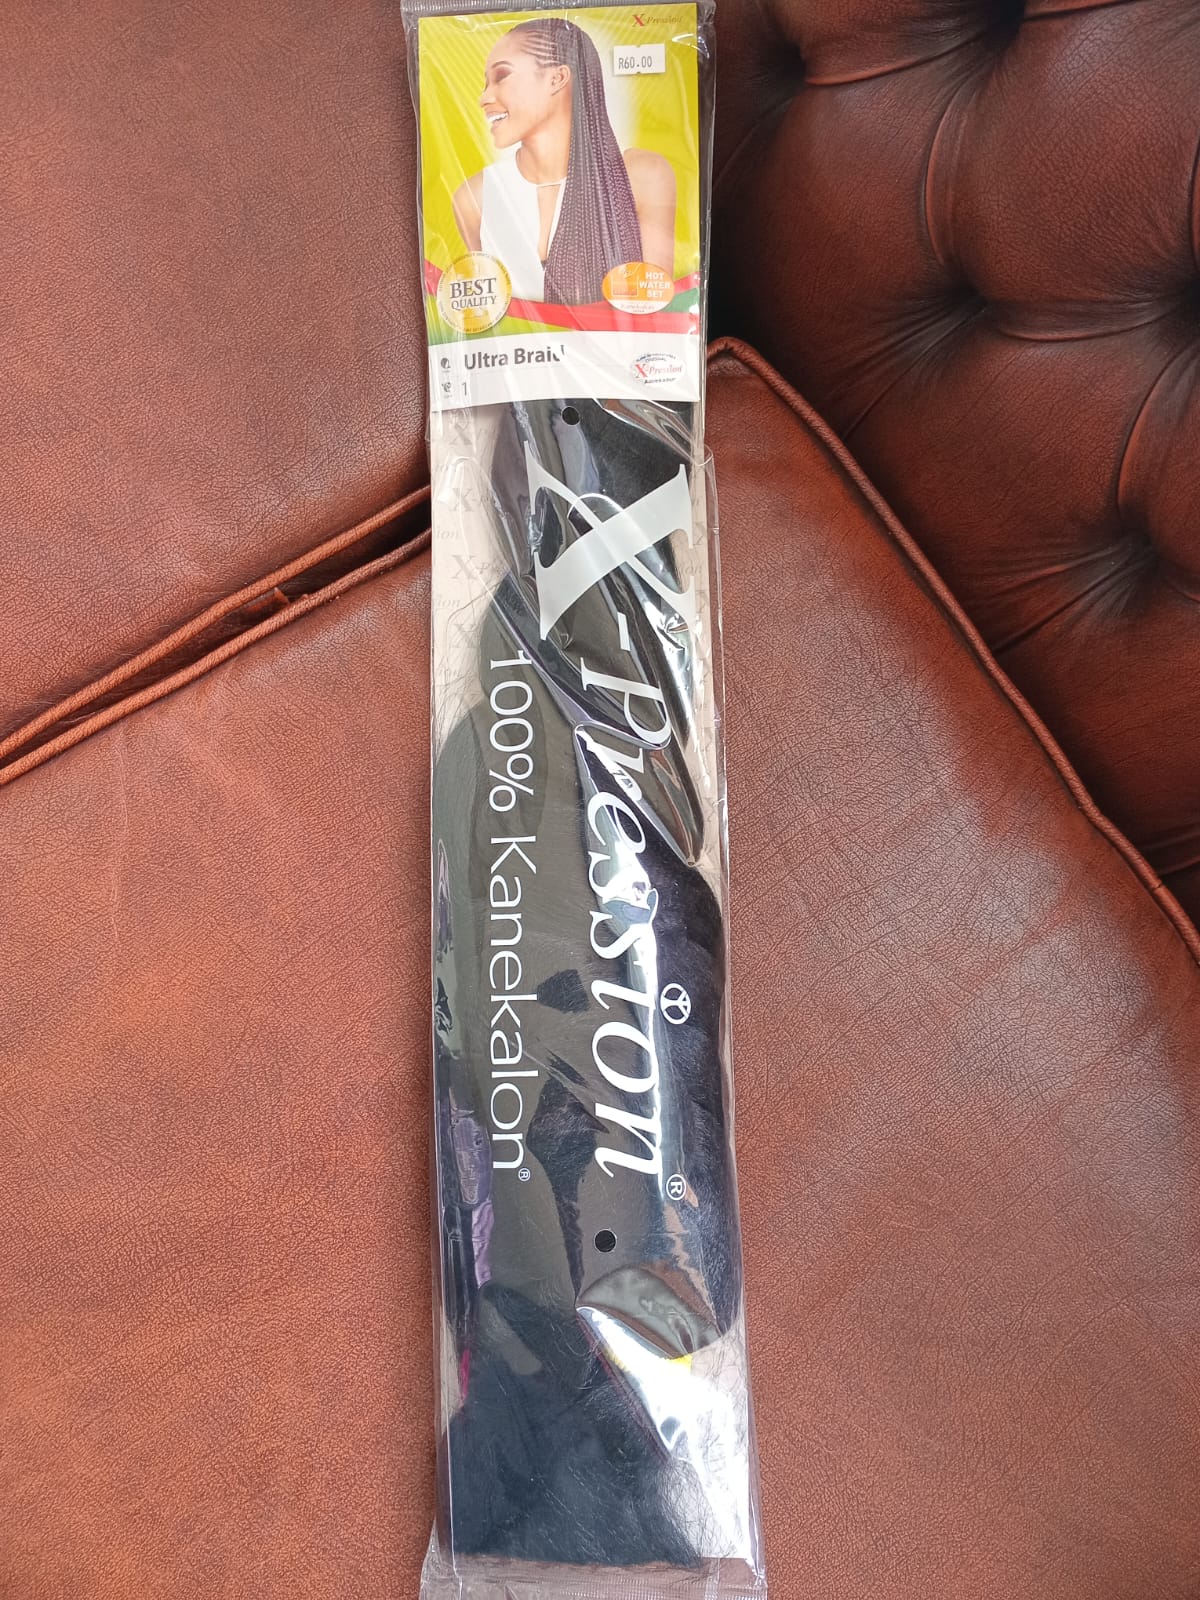 X-Pression
R60.00
BEST
QUALITY
HOT
WATER
SET
Ultra Braid
X-Pression
1
X-Pression®
100% Kanekalon®